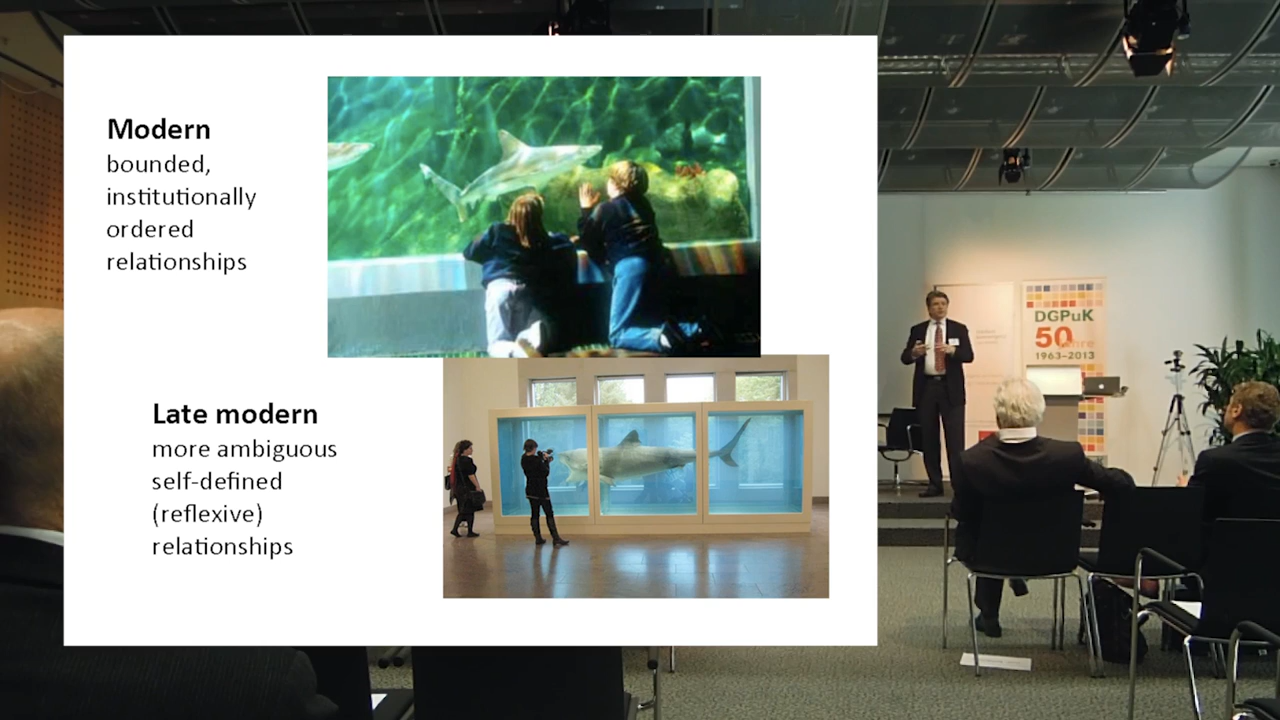 Modern
bounded,
institutionally
ordered
relationships
Late modern
more ambiguous
self-defined
(reflexive)
relationships
DGPuK
50
1963–2013